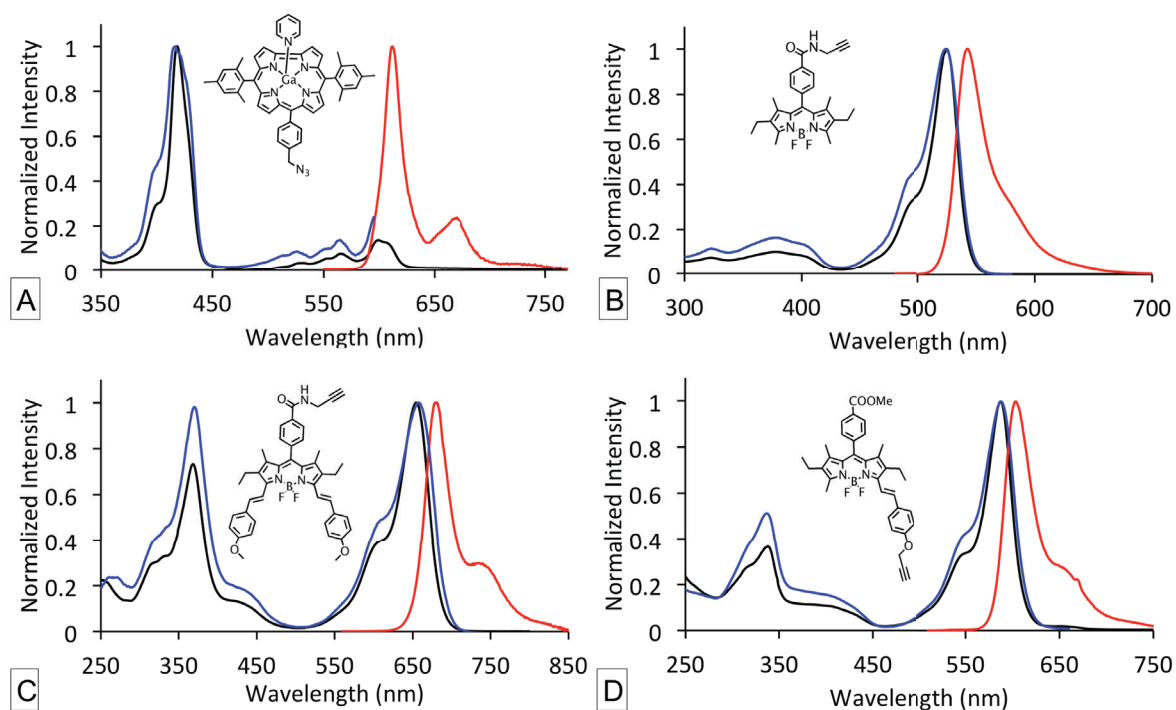 Normalized Intensity
1
0.8
0.6
0.4
0.2
0
350
450
550
650
750
Wavelength (nm)
A
N
N
N
Ga
N
N
N₃
Normalized Intensity
1
0.8
0.6
0.4
0.2
0
300
400
500
600
700
Wavelength (nm)
B
O
H
N
N
B
N
F
F
Normalized Intensity
1
0.8
0.6
0.4
0.2
0
250
350
450
550
650
750
850
Wavelength (nm)
C
O
H
N
N
B
N
F
F
O
O
Normalized Intensity
1
0.8
0.6
0.4
0.2
0
250
350
450
550
650
750
Wavelength (nm)
D
COOMe
N
B
N
F
F
O